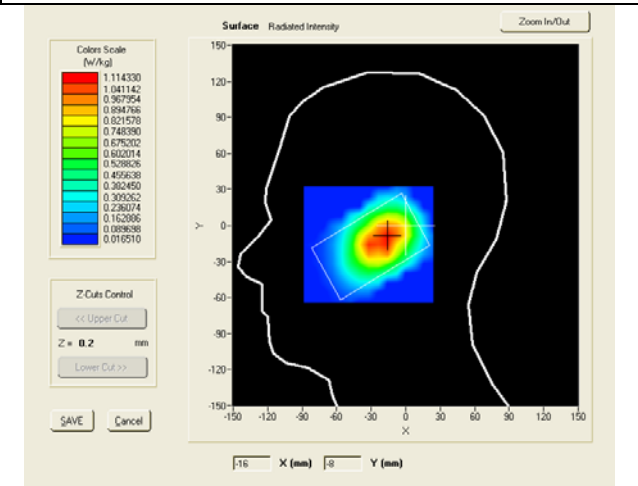 Surface Radiated Intensity
Zoom In/Out
Colors Scale
(W/kg)
1.114330
1.041142
0.967954
0.894766
0.821578
0.748390
0.675202
0.602014
0.528826
0.455638
0.382450
0.309262
0.236074
0.162886
0.089698
0.016510
150-
120-
90-
60-
30-
0-
-30-
-60-
-90-
-120-
-150-
Y
-150 -120 -90 -60 -30 0 30 60 90 120 150
X
Z-Cuts Control
<< Upper Cut
Z = 0.2 mm
Lower Cut >>
SAVE Cancel
-16 X (mm) -8 Y (mm)